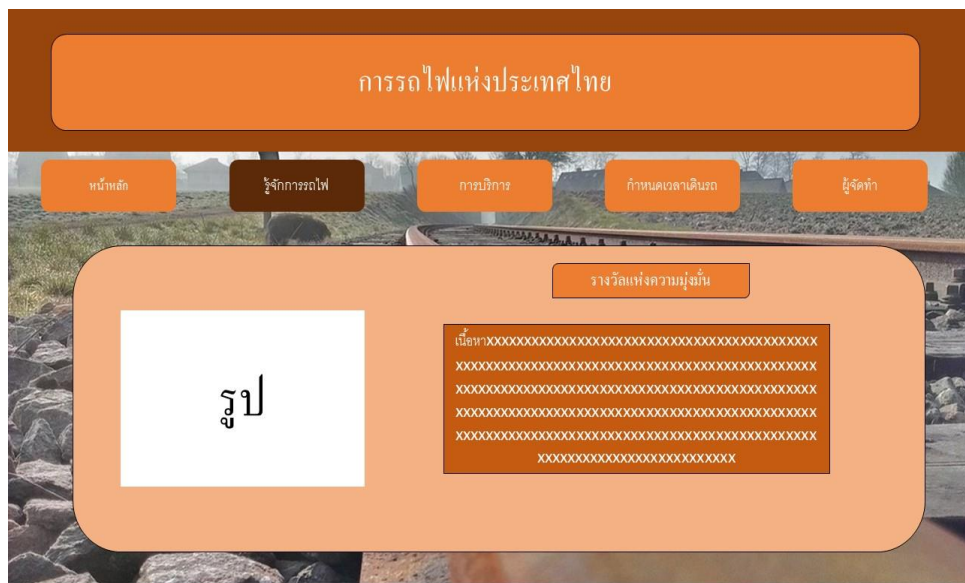 การรถไฟแห่งประเทศไทย
หน้าหลัก
รู้จักการรถไฟ
การบริการ
กำหนดเวลาเดินรถ
ผู้จัดทำ
รางวัลแห่งความมุ่งมั่น
รูป
เนื้อหาxxxxxxxxxxxxxxxxxxxxxxxxxxxxxxxxxxxxxxxxxxxx
xxxxxxxxxxxxxxxxxxxxxxxxxxxxxxxxxxxxxxxxxxxxxxxx
xxxxxxxxxxxxxxxxxxxxxxxxxxxxxxxxxxxxxxxxxxxxxxxx
xxxxxxxxxxxxxxxxxxxxxxxxxxxxxxxxxxxxxxxxxxxxxxxx
xxxxxxxxxxxxxxxxxxxxxxxxxxxxxxxxxxxxxxxxxxxxxxxx
xxxxxxxxxxxxxxxxxxxxxxxxxx